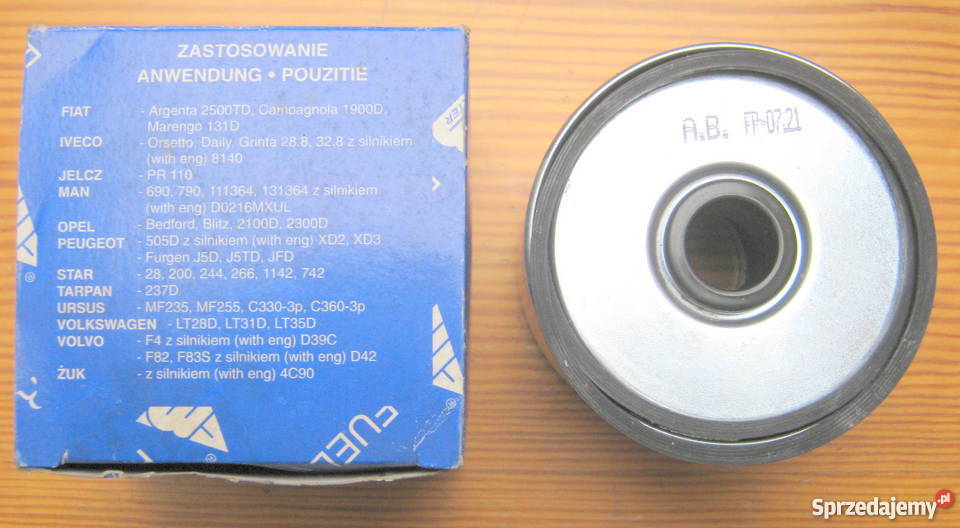 ZASTOSOWANIE
ANWENDUNG • POUZITIE
FIAT - Argenta 2500TD, Campagnola 1900D,
Marengo 131D
IVECO - Orsetto, Daily, Grinta 28.8, 32.8 z silnikiem
(with eng) 8140
JELCZ - PR 110
MAN - 690, 790, 111364, 131364 z silnikiem
(with eng) D0216MXUL
OPEL - Bedford, Blitz, 2100D, 2300D
PEUGEOT - 505D z silnikiem (with eng) XD2, XD3
- Furgen J5D, J5TD, JFD
STAR - 28, 200, 244, 266, 1142, 742
TARPAN - 237D
URSUS - MF235, MF255, C330-3p, C360-3p
VOLKSWAGEN - LT28D, LT31D, LT35D
VOLVO - F4 z silnikiem (with eng) D39C
- F82, F83S z silnikiem (with eng) D42
ŻUK - z silnikiem (with eng) 4C90
FUEL
A.B. FP-07.21
Sprzedajemy.pl